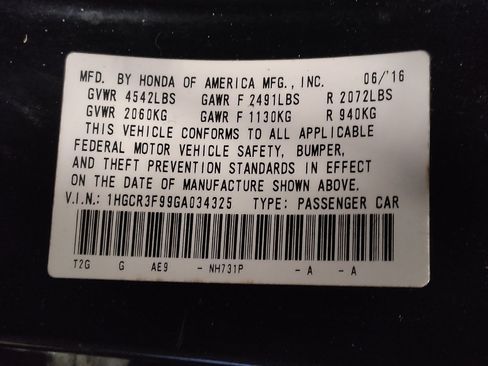 MFD. BY HONDA OF AMERICA MFG., INC. 06/'16
GVWR 4542LBS GAWR F 2491LBS R 2072LBS
GVWR 2060KG GAWR F 1130KG R 940KG
THIS VEHICLE CONFORMS TO ALL APPLICABLE
FEDERAL MOTOR VEHICLE SAFETY, BUMPER,
AND THEFT PREVENTION STANDARDS IN EFFECT
ON THE DATE OF MANUFACTURE SHOWN ABOVE.
V.I.N.: 1HGCR3F99GA034325 TYPE: PASSENGER CAR
T2G G AE9 - NH731P - A - A